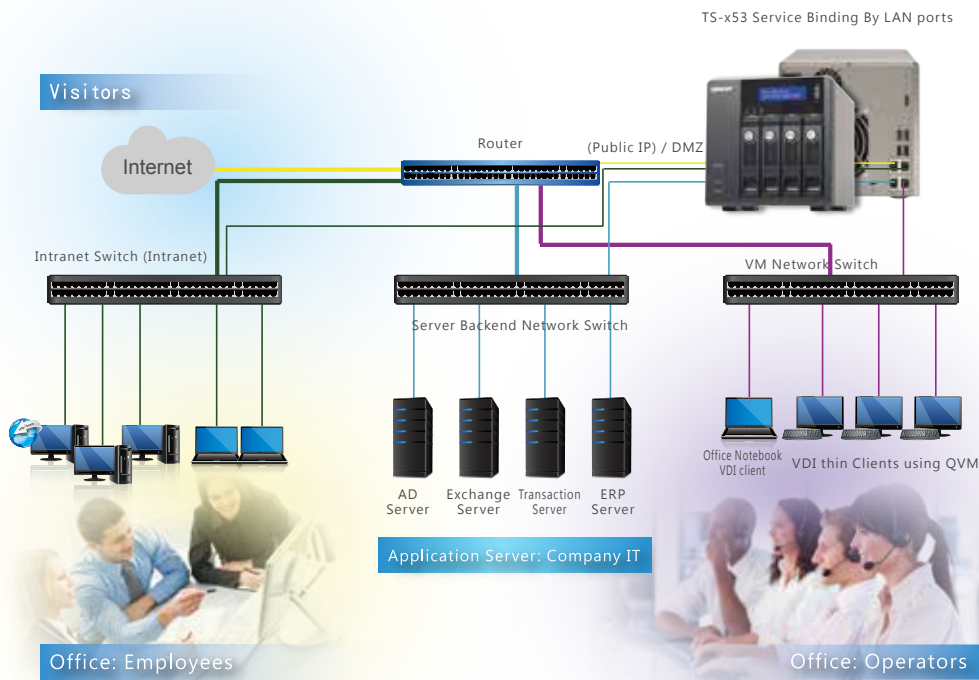 TS-x53 Service Binding By LAN ports
Visitors
Internet
Router
(Public IP) / DMZ
Intranet Switch (Intranet)
VM Network Switch
Server Backend Network Switch
Office Notebook
VDI client
VDI thin Clients using QVM
AD
Server
Exchange
Server
Transaction
Server
ERP
Server
Application Server: Company IT
Office: Employees
Office: Operators